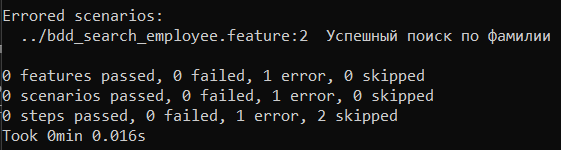 Errored scenarios:
../bdd_search_employee.feature:2 Успешный поиск по фамилии
0 features passed, 0 failed, 1 error, 0 skipped
0 scenarios passed, 0 failed, 1 error, 0 skipped
0 steps passed, 0 failed, 1 error, 2 skipped
Took 0min 0.016s